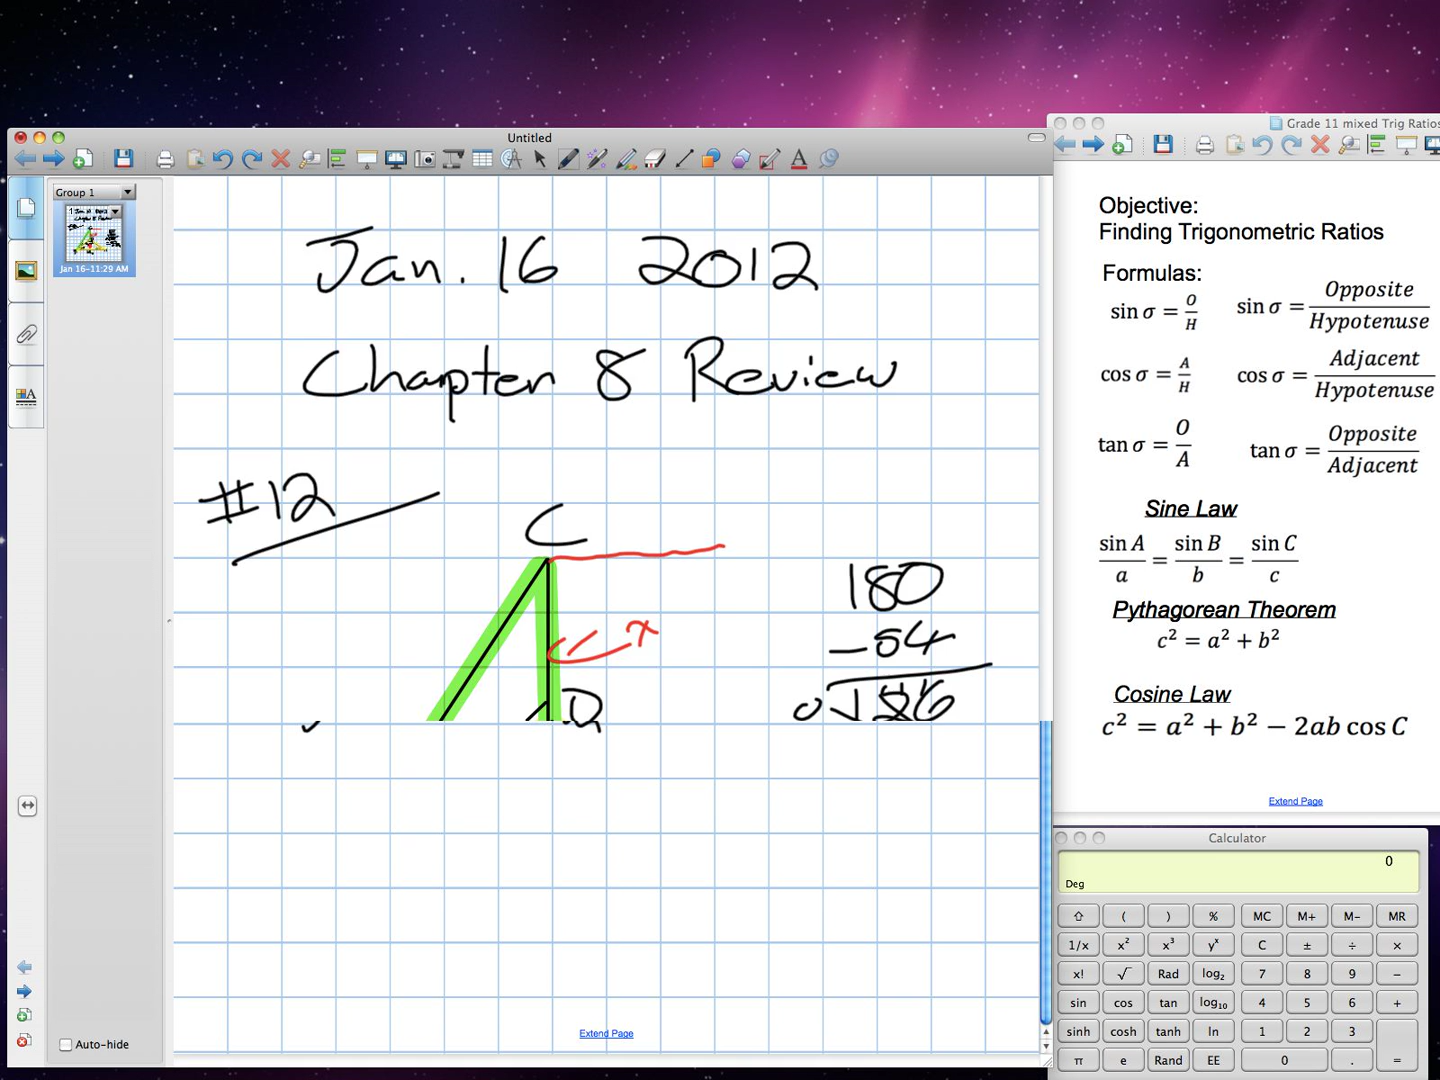 Untitled
Group 1
Jan 16-11:29 AM
Jan. 16 2012
Chapter 8 Review
#12
C
x
D
180
-54
126
Extend Page
Auto-hide
Grade 11 mixed Trig Ratios
Objective:
Finding Trigonometric Ratios
Formulas:
sin σ = O/H sin σ = Opposite/Hypotenuse
cos σ = A/H cos σ = Adjacent/Hypotenuse
tan σ = O/A tan σ = Opposite/Adjacent
Sine Law
sin A/a = sin B/b = sin C/c
Pythagorean Theorem
c² = a² + b²
Cosine Law
c² = a² + b² − 2ab cos C
Extend Page
Calculator
0
Deg
( ) % MC M+ M- MR
1/x x² x³ yˣ C ± ÷ ×
x! √ Rad log₂ 7 8 9 −
sin cos tan log₁₀ 4 5 6 +
sinh cosh tanh ln 1 2 3
π e Rand EE 0 . =